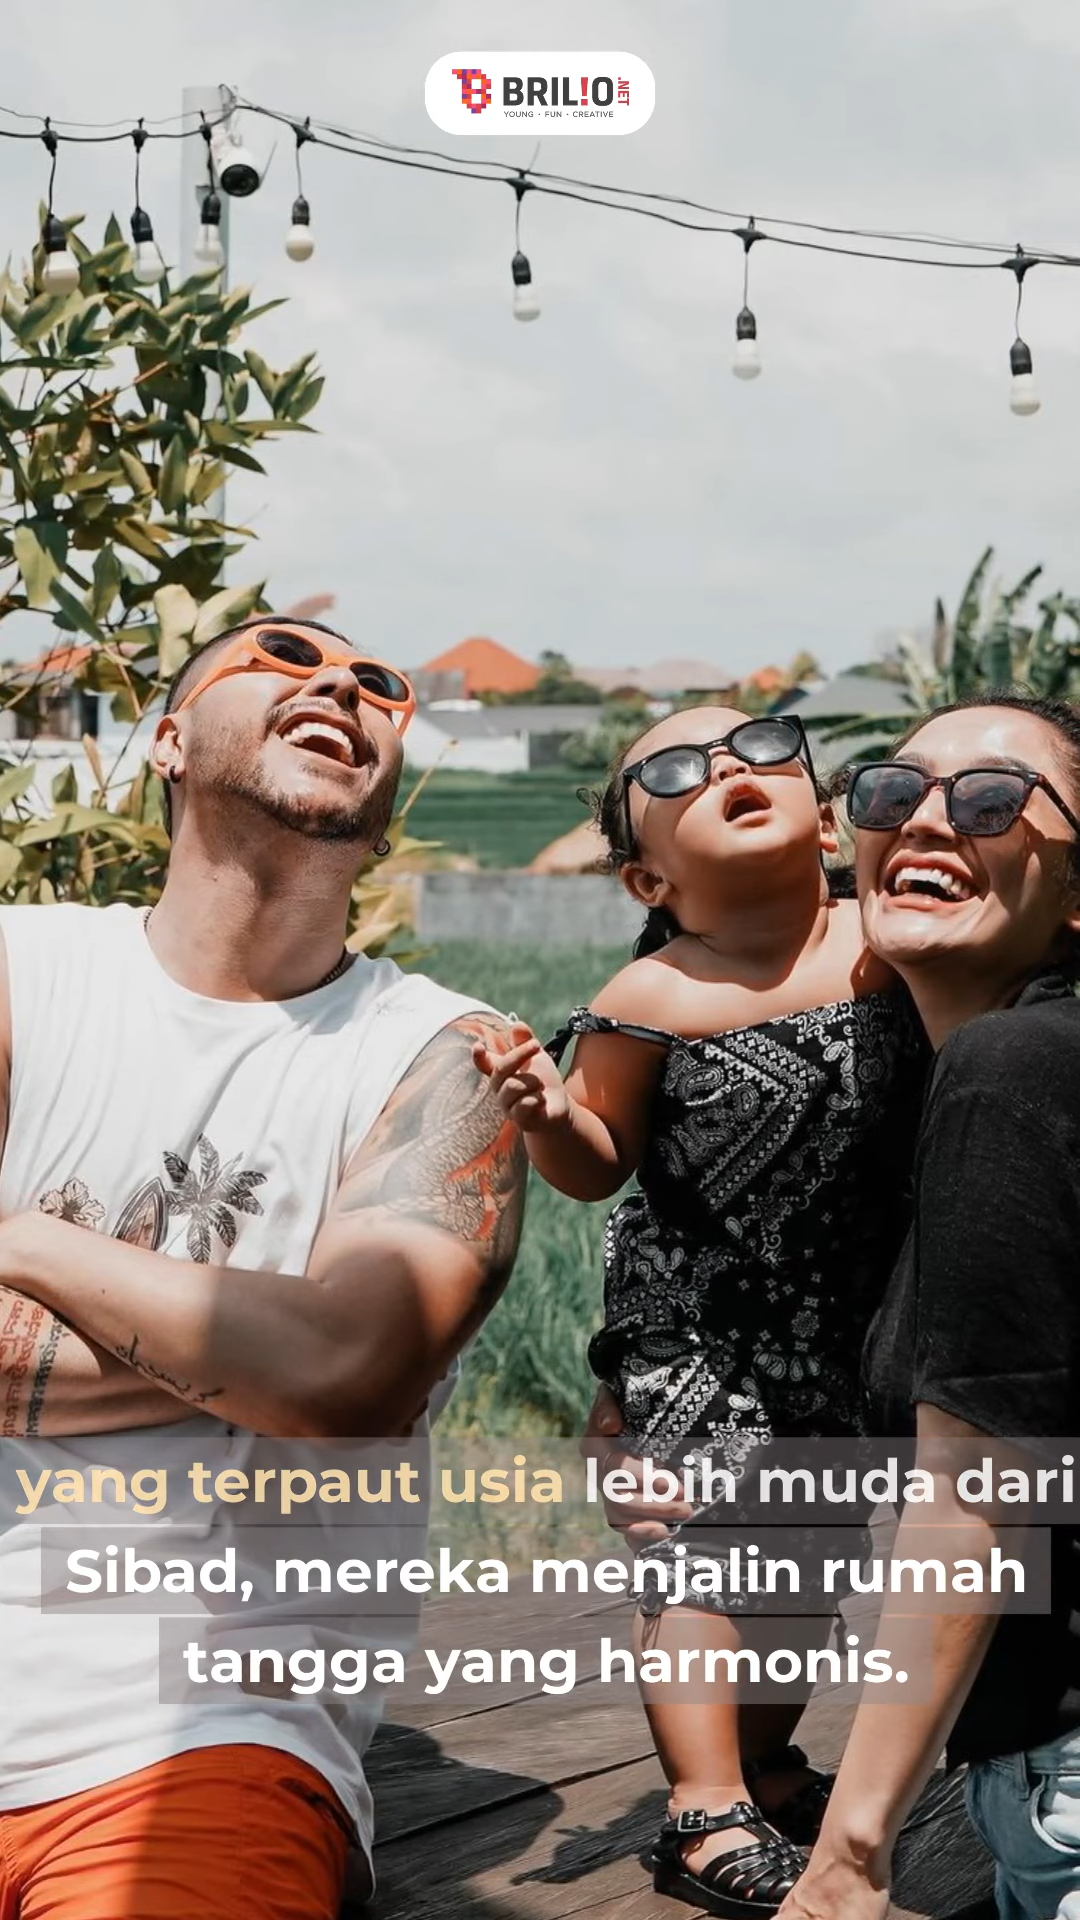 BRIL!O.NET
YOUNG · FUN · CREATIVE
yang terpaut usia lebih muda dari
Sibad, mereka menjalin rumah
tangga yang harmonis.